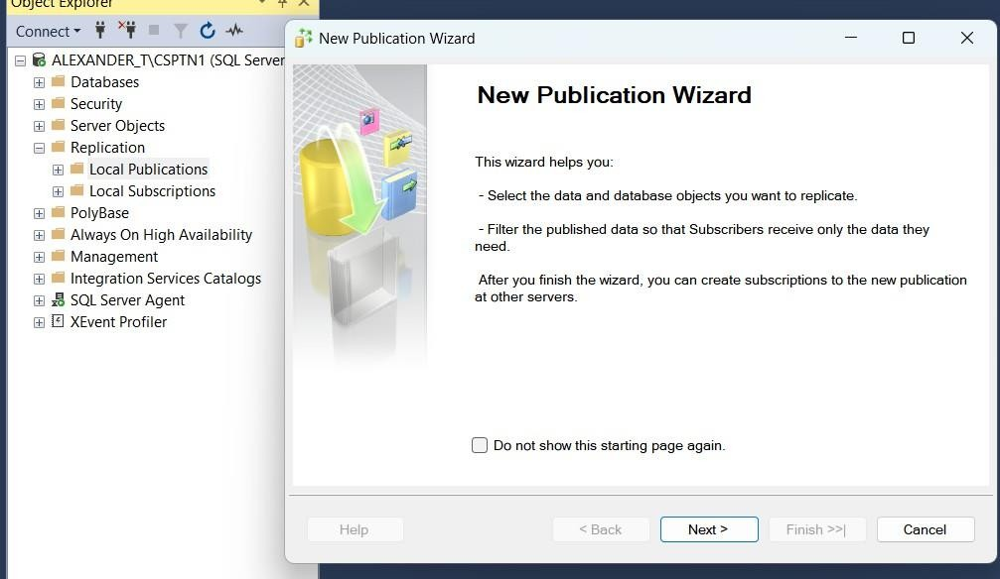 Object Explorer
Connect
ALEXANDER_T\CSPTN1 (SQL Server
Databases
Security
Server Objects
Replication
Local Publications
Local Subscriptions
PolyBase
Always On High Availability
Management
Integration Services Catalogs
SQL Server Agent
XEvent Profiler
New Publication Wizard
New Publication Wizard
This wizard helps you:
- Select the data and database objects you want to replicate.
- Filter the published data so that Subscribers receive only the data they
need.
After you finish the wizard, you can create subscriptions to the new publication
at other servers.
Do not show this starting page again.
Help
< Back
Next >
Finish >>|
Cancel